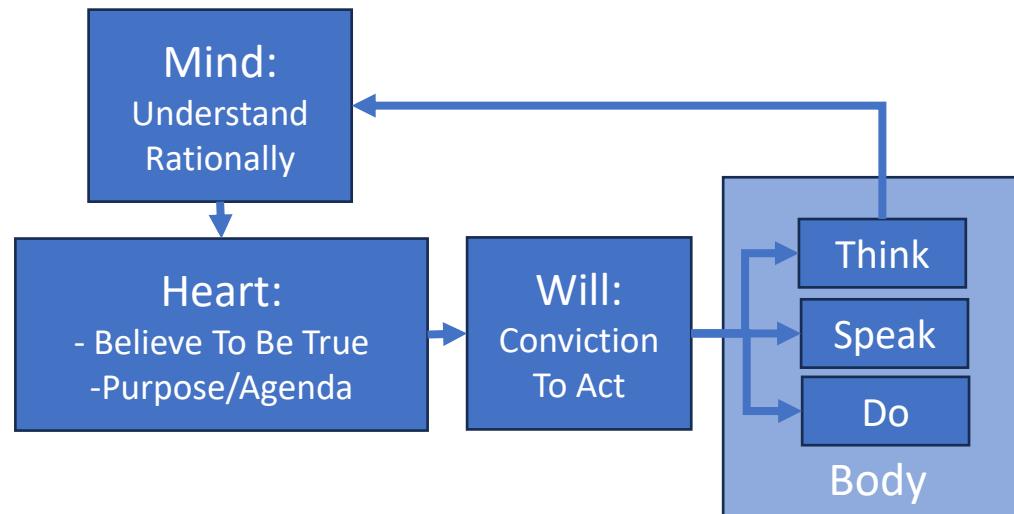 Mind:
Understand
Rationally
Heart:
- Believe To Be True
-Purpose/Agenda
Will:
Conviction
To Act
Think
Speak
Do
Body